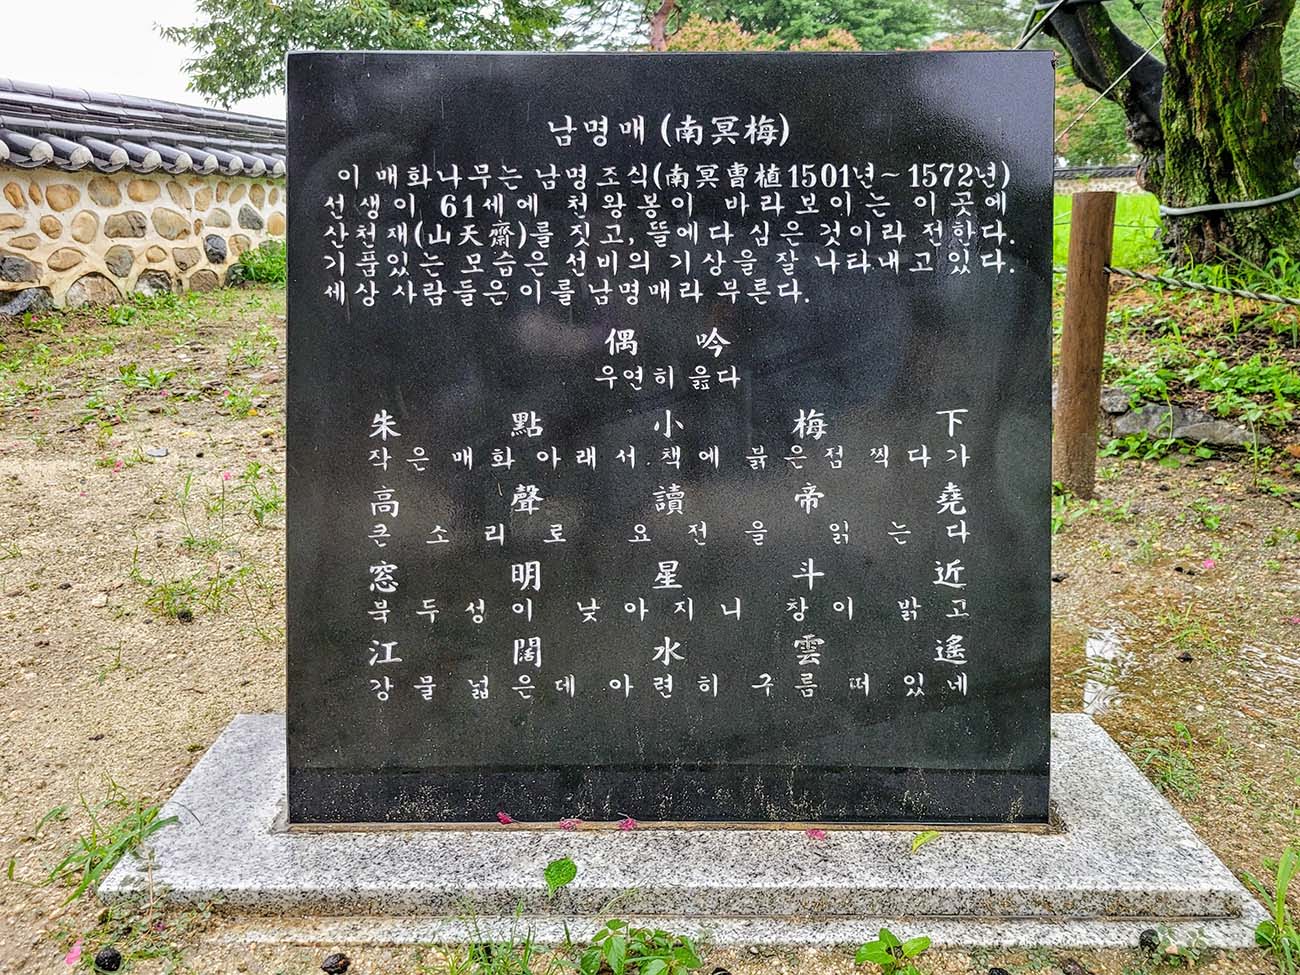 남명매 (南冥梅)
이 매화나무는 남명조식(南冥曺植1501년~ 1572년)
선생이 61세에 천왕봉이 바라보이는 이곳에
산천재(山天齋)를 짓고, 뜰에다 심은 것이라 전한다.
기품있는 모습은 선비의 기상을 잘 나타내고 있다.
세상 사람들은 이를 남명매라 부른다.
偶 吟
우연히 읊다
朱 點 小 梅 下
작은 매화 아래서 책에 붉은 점 찍다가
高 聲 讀 帝 堯
큰 소리로 요전을 읽는다
窓 明 星 斗 近
북두성이 낮아지니 창이 밝고
江 闊 水 雲 遙
강물 넓은데 아련히 구름 떠 있네